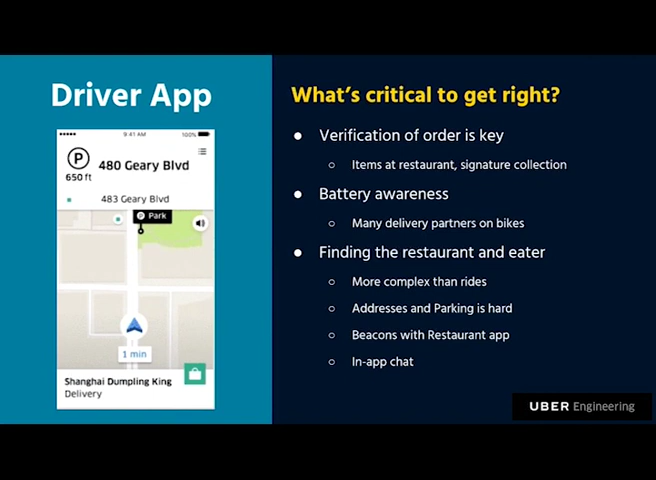 Driver App
9:41 AM
100%
P
480 Geary Blvd
650 ft
483 Geary Blvd
P Park
1 min
Shanghai Dumpling King
Delivery
What's critical to get right?
● Verification of order is key
○ Items at restaurant, signature collection
● Battery awareness
○ Many delivery partners on bikes
● Finding the restaurant and eater
○ More complex than rides
○ Addresses and Parking is hard
○ Beacons with Restaurant app
○ In-app chat
UBER Engineering